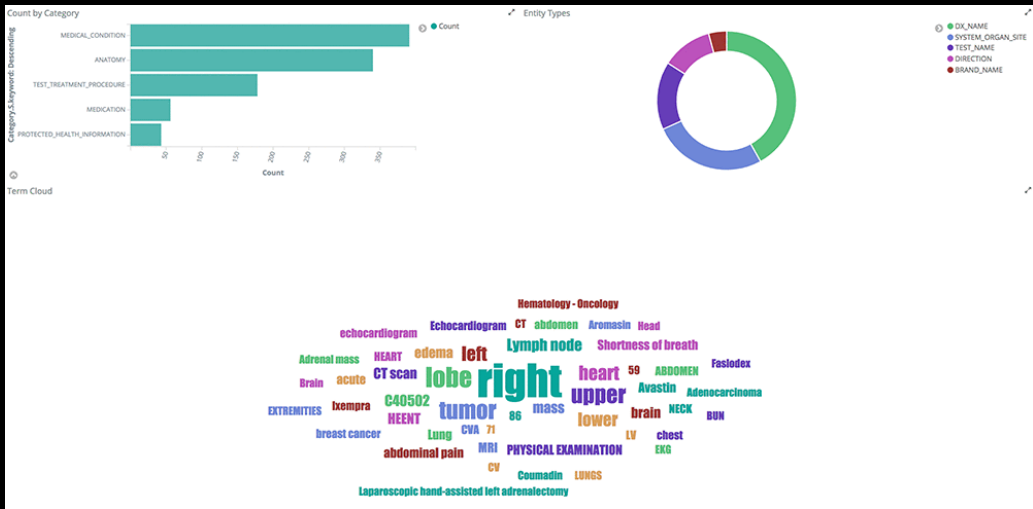 Count by Category
Category.S.keyword: Descending
MEDICAL_CONDITION
ANATOMY
TEST_TREATMENT_PROCEDURE
MEDICATION
PROTECTED_HEALTH_INFORMATION
50
100
150
200
250
300
350
Count
Count
Entity Types
DX_NAME
SYSTEM_ORGAN_SITE
TEST_NAME
DIRECTION
BRAND_NAME
Term Cloud
Hematology - Oncology
echocardiogram Echocardiogram CT abdomen Aromasin Head
Lymph node Shortness of breath
Adrenal mass HEART edema left
CT scan lobe right heart 59 ABDOMEN Faslodex
Brain acute upper Avastin Adenocarcinoma
EXTREMITIES Ixempra C40502 tumor 86 mass lower brain NECK BUN
HEENT
breast cancer Lung CVA 71 LV chest
abdominal pain MRI PHYSICAL EXAMINATION EKG
CV Coumadin LUNGS
Laparoscopic hand-assisted left adrenalectomy